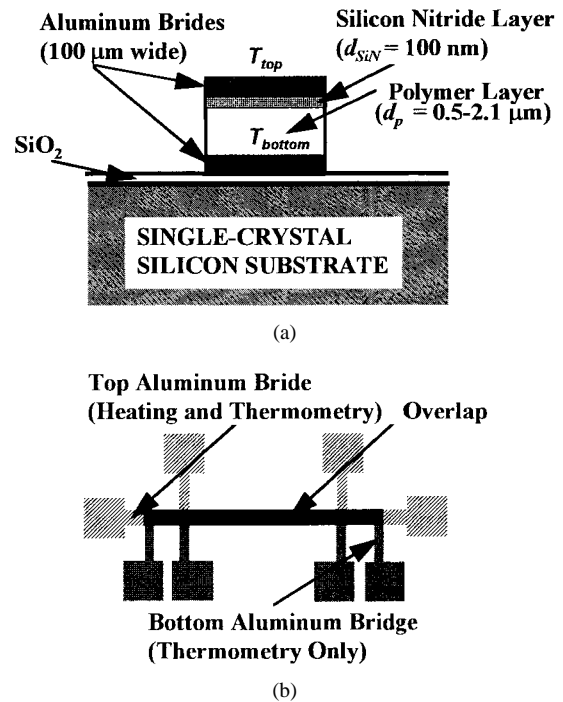 Aluminum Brides
(100 μm wide)
T_top
Silicon Nitride Layer
(d_SiN = 100 nm)
Polymer Layer
(d_p = 0.5-2.1 μm)
T_bottom
SiO₂
SINGLE-CRYSTAL
SILICON SUBSTRATE
(a)
Top Aluminum Bride
(Heating and Thermometry)
Overlap
Bottom Aluminum Bridge
(Thermometry Only)
(b)